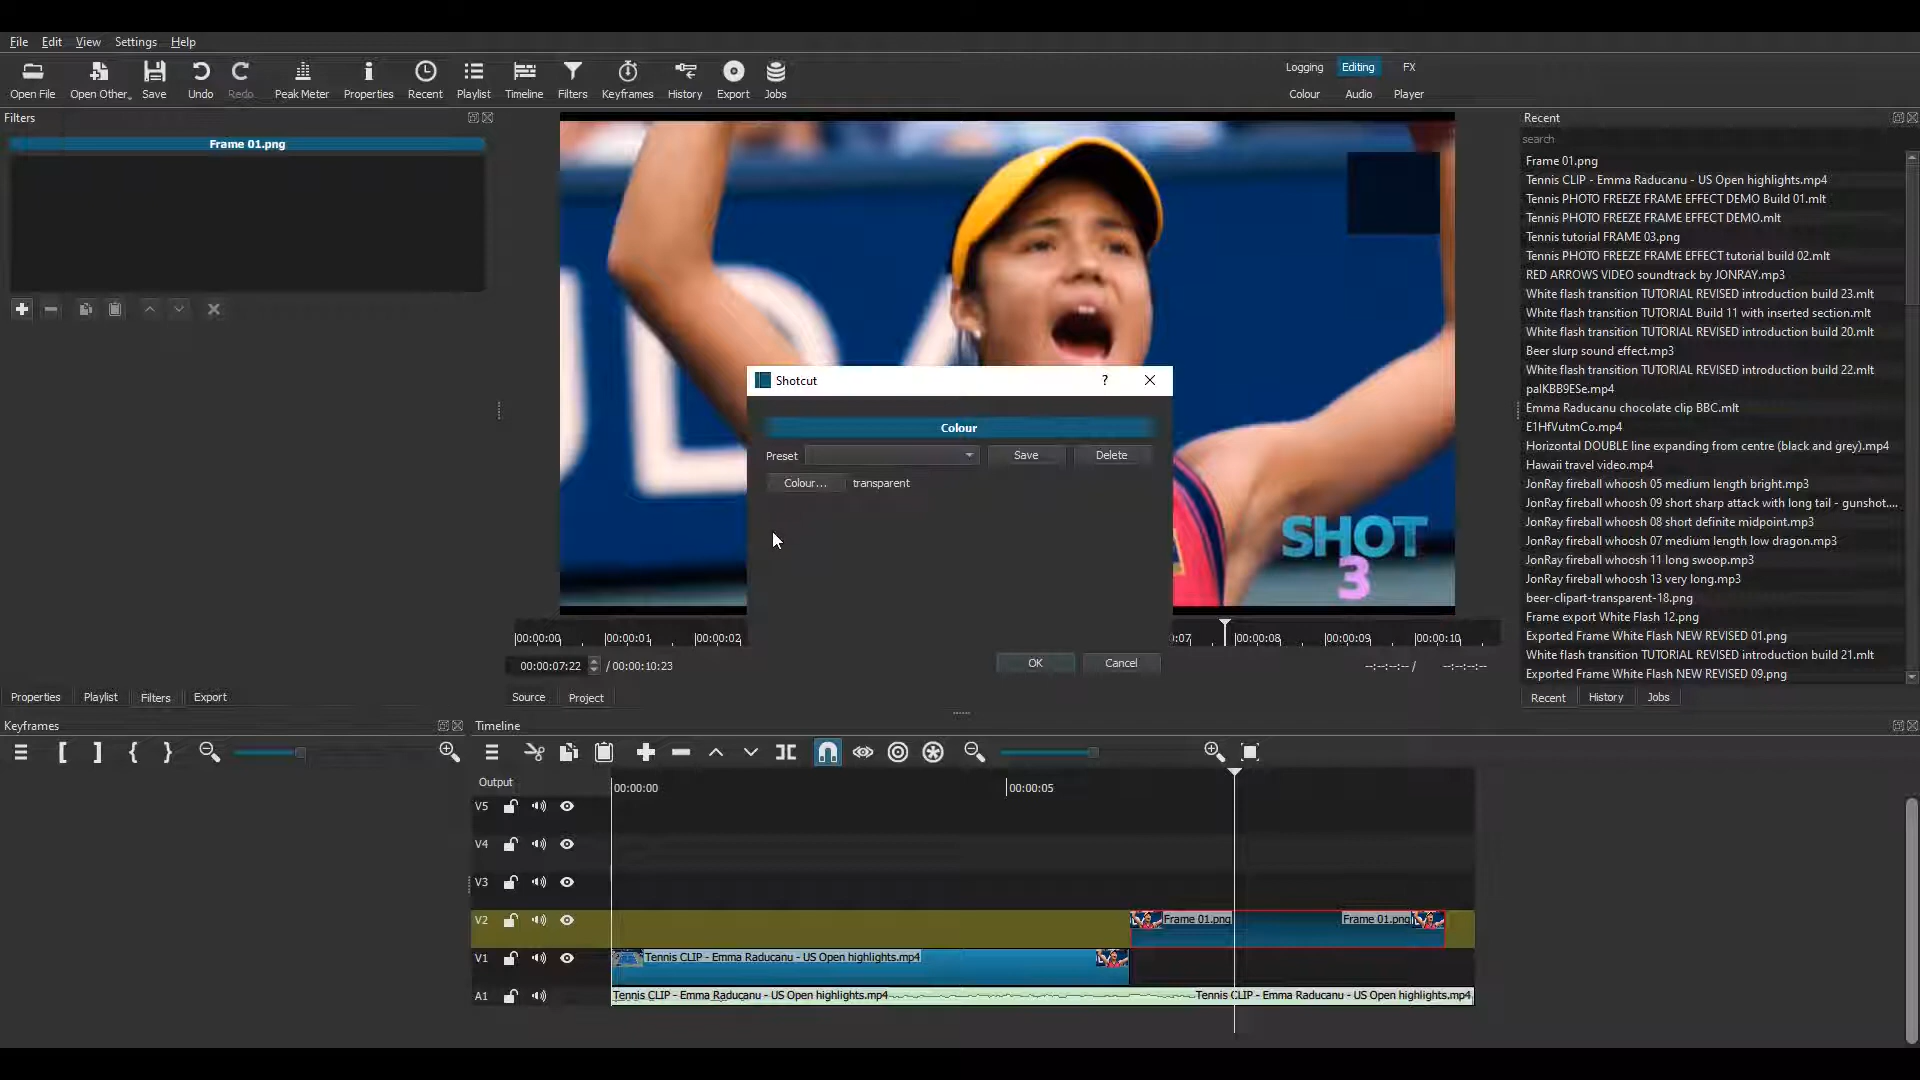 File Edit View Settings Help
Open File Open Other... Save Undo Redo Peak Meter Properties Recent Playlist Timeline Filters Keyframes History Export Jobs
Logging Editing FX
Colour Audio Player
Filters
Frame 01.png
Recent
search
Frame 01.png
Tennis CLIP - Emma Raducanu - US Open highlights.mp4
Tennis PHOTO FREEZE FRAME EFFECT DEMO Build 01.mlt
Tennis PHOTO FREEZE FRAME EFFECT DEMO.mlt
Tennis tutorial FRAME 03.png
Tennis PHOTO FREEZE FRAME EFFECT tutorial build 02.mlt
RED ARROWS VIDEO soundtrack by JONRAY.mp3
White flash transition TUTORIAL REVISED introduction build 23.mlt
White flash transition TUTORIAL Build 11 with inserted section.mlt
White flash transition TUTORIAL REVISED introduction build 20.mlt
Beer slurp sound effect.mp3
White flash transition TUTORIAL REVISED introduction build 22.mlt
palKBB9ESe.mp4
Emma Raducanu chocolate clip BBC.mlt
E1HfVutmCo.mp4
Horizontal DOUBLE line expanding from centre (black and grey).mp4
Hawaii travel video.mp4
JonRay fireball whoosh 05 medium length bright.mp3
JonRay fireball whoosh 09 short sharp attack with long tail - gunshot....
JonRay fireball whoosh 08 short definite midpoint.mp3
JonRay fireball whoosh 07 medium length low dragon.mp3
JonRay fireball whoosh 11 long swoop.mp3
JonRay fireball whoosh 13 very long.mp3
beer-clipart-transparent-18.png
Frame export White Flash 12.png
Exported Frame White Flash NEW REVISED 01.png
White flash transition TUTORIAL REVISED introduction build 21.mlt
Exported Frame White Flash NEW REVISED 09.png
Recent History Jobs
Shotcut ?
Colour
Preset Save Delete
Colour... transparent
OK Cancel
SHOT
3
00:00:00 00:00:01 00:00:02 :07 00:00:08 00:00:09 00:00:10
00:00:07:22 / 00:00:10:23 --:--:--:-- / --:--:--:--
Source Project
Properties Playlist Filters Export
Keyframes
Timeline
Output
00:00:00 00:00:05
V5
V4
V3
V2 Frame 01.png Frame 01.png
V1 Tennis CLIP - Emma Raducanu - US Open highlights.mp4
A1 Tennis CLIP - Emma Raducanu - US Open highlights.mp4 Tennis CLIP - Emma Raducanu - US Open highlights.mp4